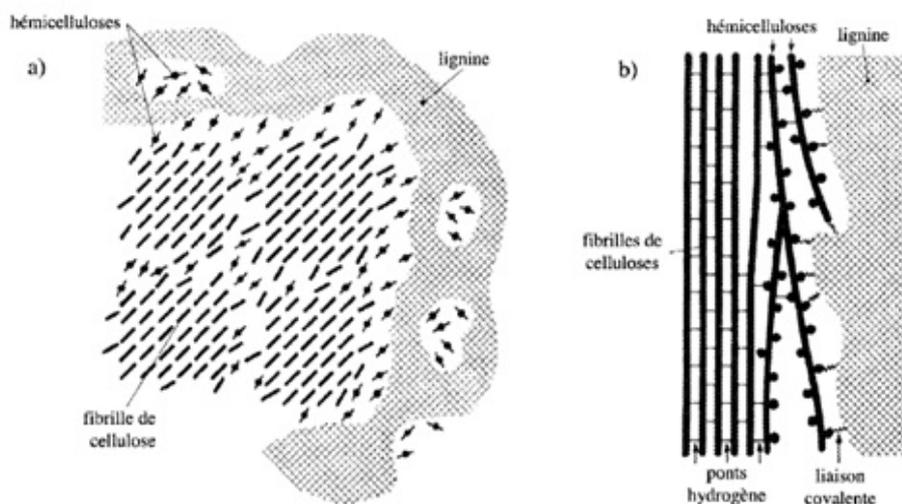 hémicelluloses
a)
lignine
fibrille de
cellulose
hémicelluloses
lignine
b)
fibrilles de
celluloses
ponts
hydrogène
liaison
covalente